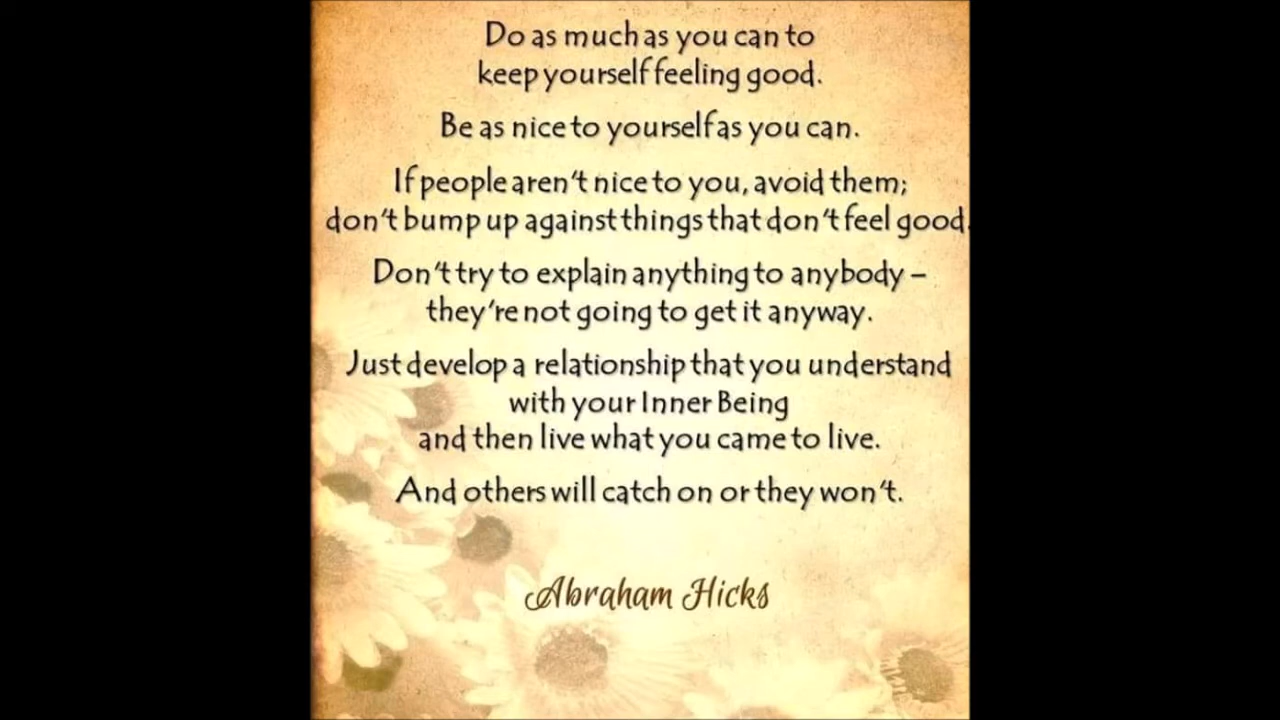 Do as much as you can to
keep yourself feeling good.
Be as nice to yourself as you can.
If people aren't nice to you, avoid them;
don't bump up against things that don't feel good.
Don't try to explain anything to anybody –
they're not going to get it anyway.
Just develop a relationship that you understand
with your Inner Being
and then live what you came to live.
And others will catch on or they won't.
Abraham Hicks